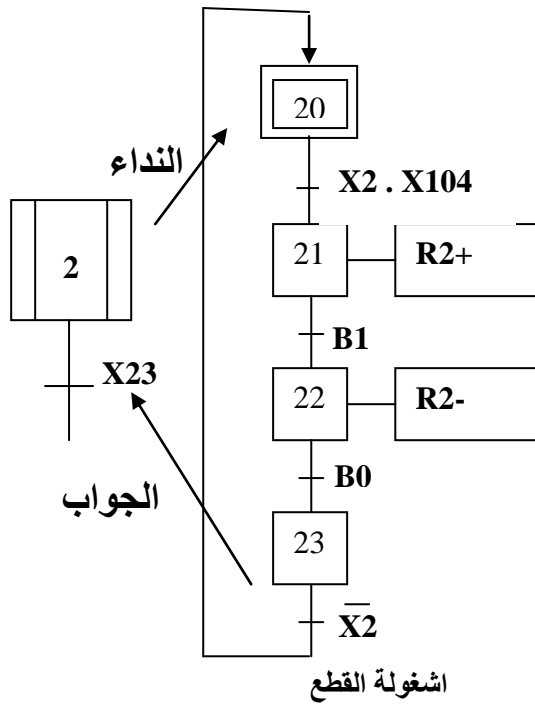 20
النداء
X2 . X104
2
21
R2+
B1
X23
22
R2-
الجواب
B0
23
X̅2̅
اشغولة القطع